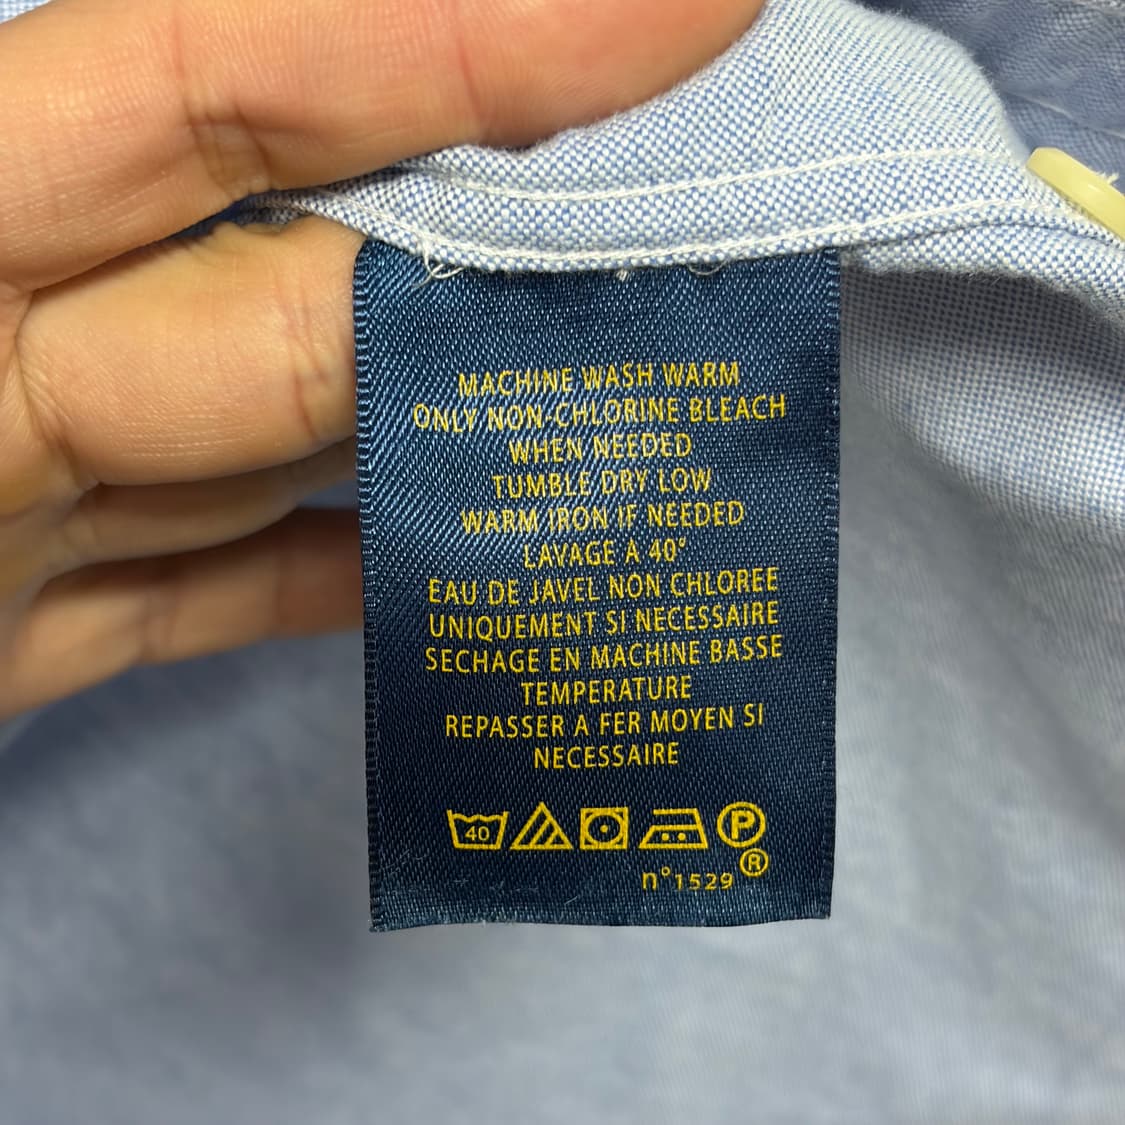 MACHINE WASH WARM
ONLY NON-CHLORINE BLEACH
WHEN NEEDED
TUMBLE DRY LOW
WARM IRON IF NEEDED
LAVAGE A 40°
EAU DE JAVEL NON CHLOREE
UNIQUEMENT SI NECESSAIRE
SECHAGE EN MACHINE BASSE
TEMPERATURE
REPASSER A FER MOYEN SI
NECESSAIRE
40 P
n°1529 ®